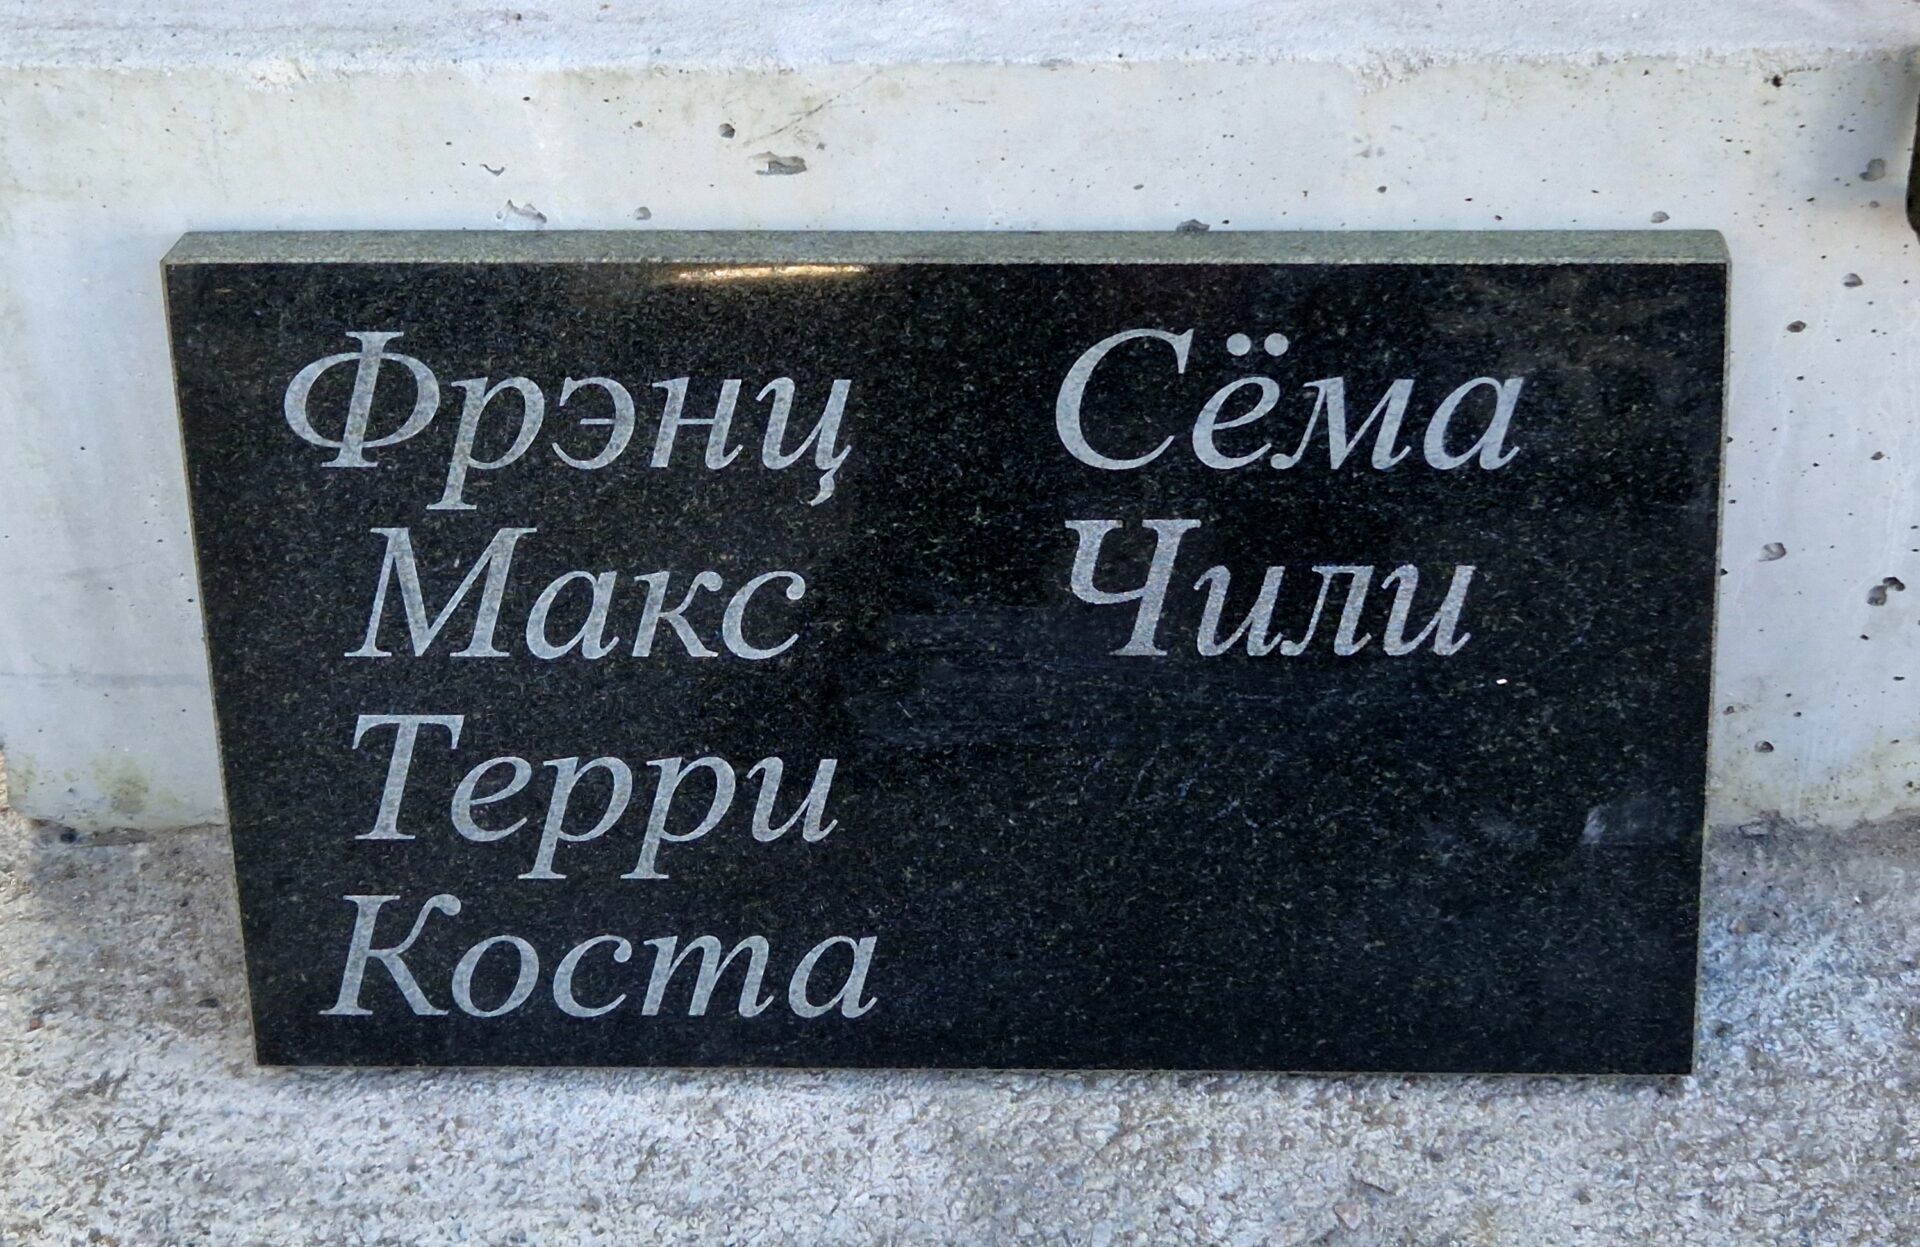 Фрэнц
Макс
Терри
Коста
Сёма
Чили